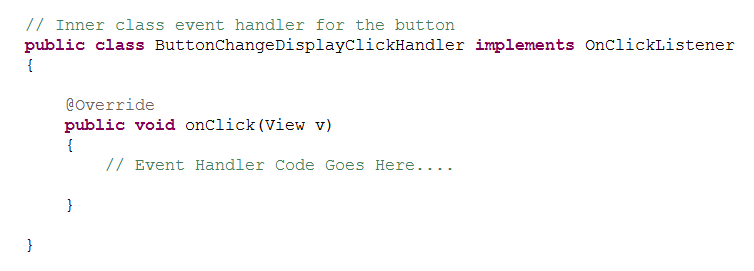 // Inner class event handler for the button
public class ButtonChangeDisplayClickHandler implements OnClickListener
{
@Override
public void onClick(View v)
{
// Event Handler Code Goes Here....
}
}